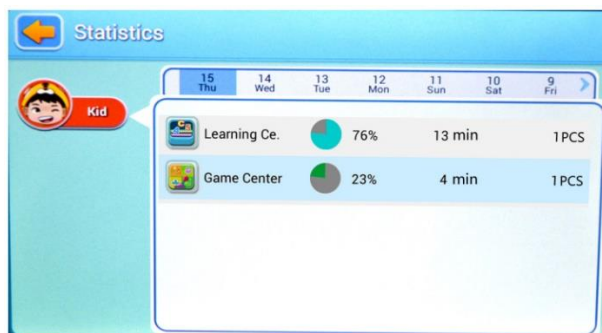 Statistics
Kid
15 Thu 14 Wed 13 Tue 12 Mon 11 Sun 10 Sat 9 Fri
Learning Ce. 76% 13 min 1PCS
Game Center 23% 4 min 1PCS